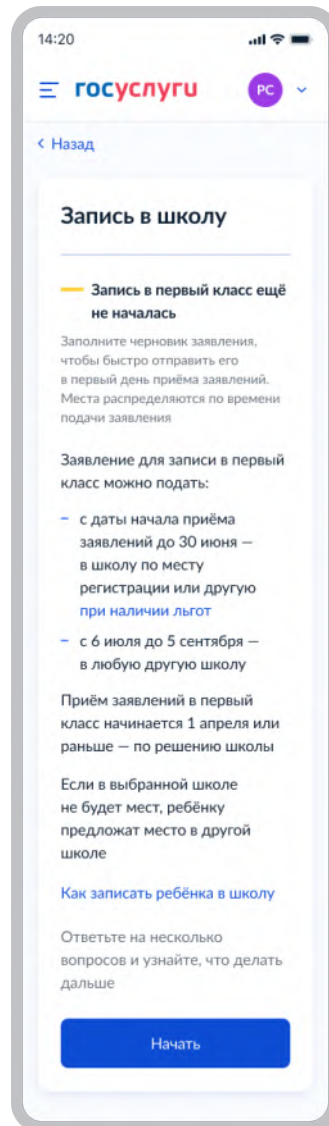 14:20
госуслуги
РС
Назад
Запись в школу
Запись в первый класс ещё
не началась
Заполните черновик заявления,
чтобы быстро отправить его
в первый день приёма заявлений.
Места распределяются по времени
подачи заявления
Заявление для записи в первый
класс можно подать:
– с даты начала приёма
заявлений до 30 июня —
в школу по месту
регистрации или другую
при наличии льгот
– с 6 июля до 5 сентября —
в любую другую школу
Приём заявлений в первый
класс начинается 1 апреля или
раньше — по решению школы
Если в выбранной школе
не будет мест, ребёнку
предложат место в другой
школе
Как записать ребёнка в школу
Ответьте на несколько
вопросов и узнайте, что делать
дальше
Начать